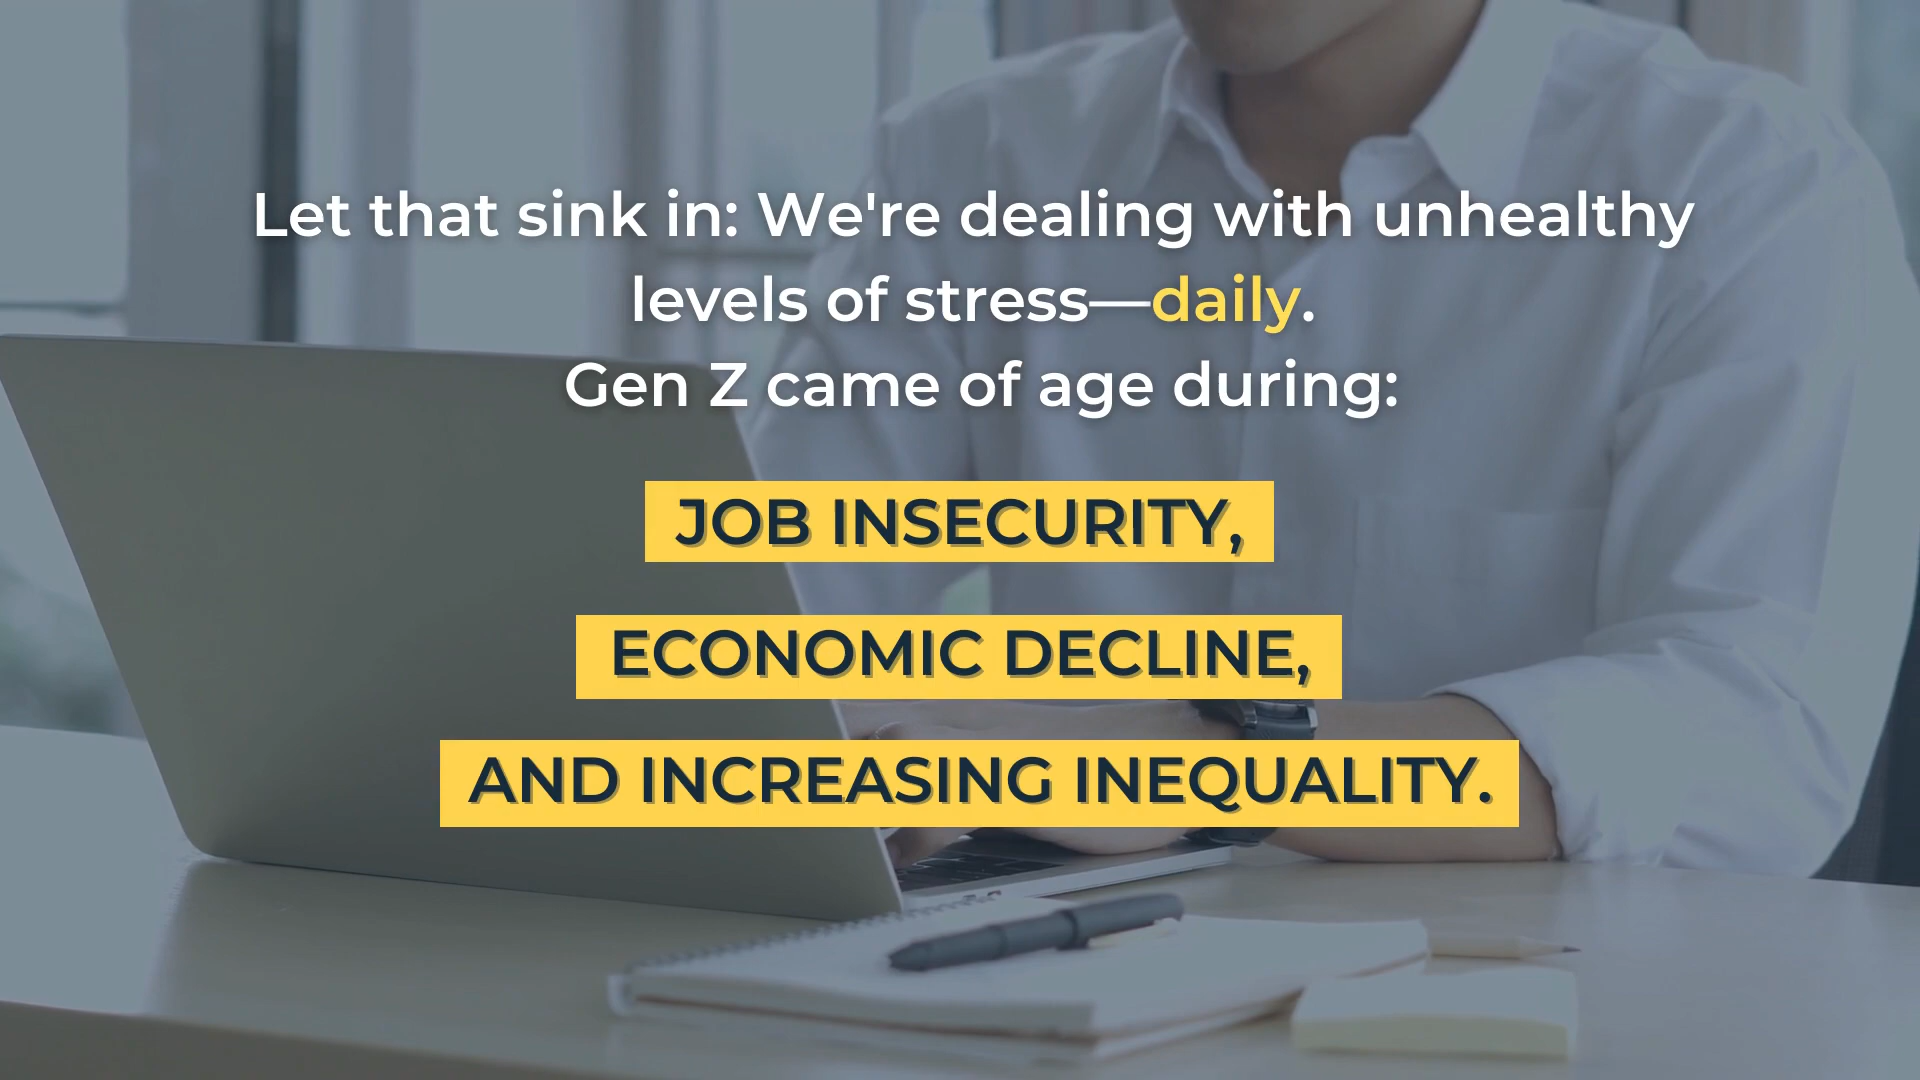 Let that sink in: We're dealing with unhealthy
levels of stress—daily.
Gen Z came of age during:
JOB INSECURITY,
ECONOMIC DECLINE,
AND INCREASING INEQUALITY.